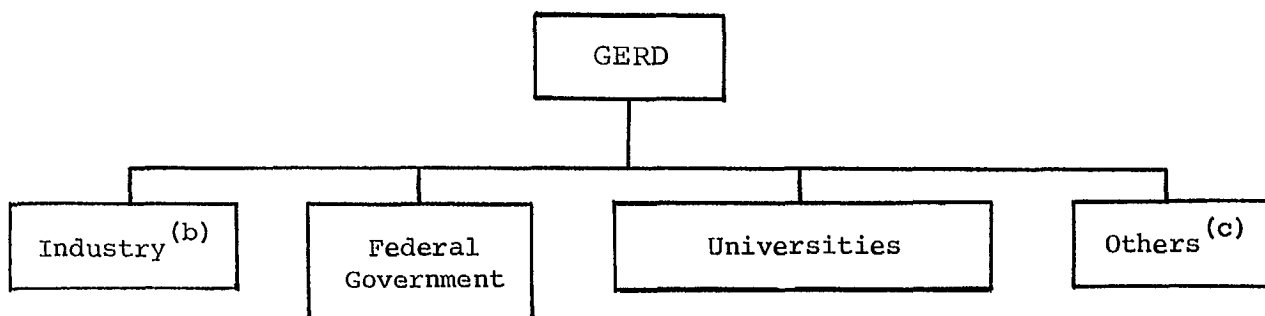 GERD
Industry (b)
Federal
Government
Universities
Others (c)